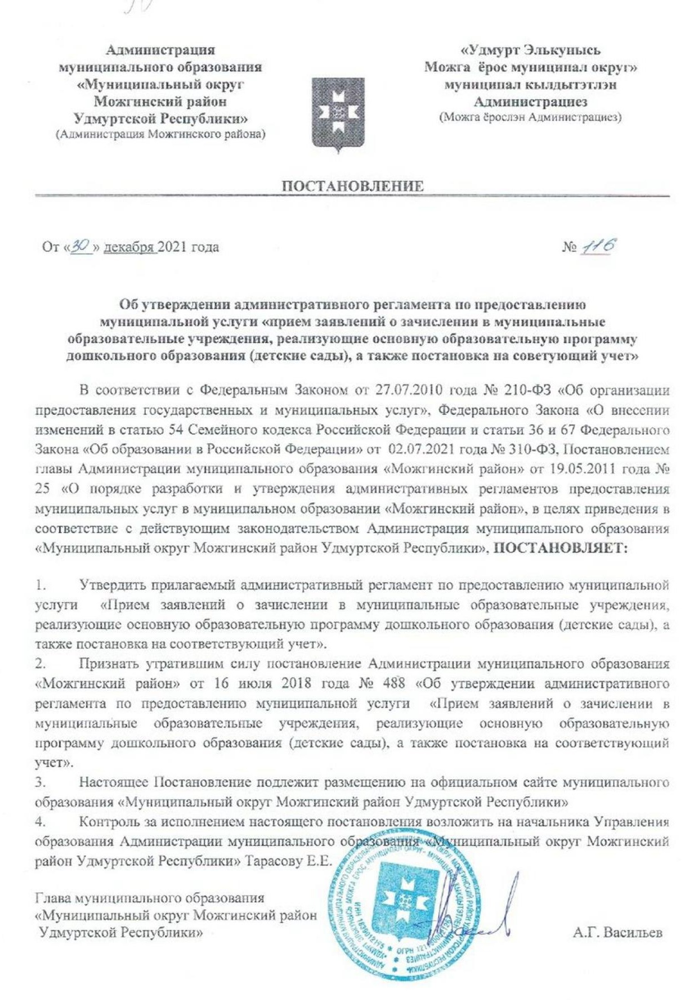 Администрация
муниципального образования
«Муниципальный округ
Можгинский район
Удмуртской Республики»
(Администрация Можгинского района)
«Удмурт Элькунысь
Можга ёрос муниципал округ»
муниципал кылдытэтлэн
Администрациез
(Можга ёрослэн Администрациез)
ПОСТАНОВЛЕНИЕ
От «30» декабря 2021 года
№ 116
Об утверждении административного регламента по предоставлению
муниципальной услуги «прием заявлений о зачислении в муниципальные
образовательные учреждения, реализующие основную образовательную программу
дошкольного образования (детские сады), а также постановка на советующий учет»
В соответствии с Федеральным Законом от 27.07.2010 года № 210-ФЗ «Об организации
предоставления государственных и муниципальных услуг», Федерального Закона «О внесении
изменений в статью 54 Семейного кодекса Российской Федерации и статьи 36 и 67 Федерального
Закона «Об образовании в Российской Федерации» от 02.07.2021 года № 310-ФЗ, Постановлением
главы Администрации муниципального образования «Можгинский район» от 19.05.2011 года №
25 «О порядке разработки и утверждения административных регламентов предоставления
муниципальных услуг в муниципальном образовании «Можгинский район», в целях приведения в
соответствие с действующим законодательством Администрация муниципального образования
«Муниципальный округ Можгинский район Удмуртской Республики», ПОСТАНОВЛЯЕТ:
1. Утвердить прилагаемый административный регламент по предоставлению муниципальной
услуги «Прием заявлений о зачислении в муниципальные образовательные учреждения,
реализующие основную образовательную программу дошкольного образования (детские сады), а
также постановка на соответствующий учет».
2. Признать утратившим силу постановление Администрации муниципального образования
«Можгинский район» от 16 июля 2018 года № 488 «Об утверждении административного
регламента по предоставлению муниципальной услуги «Прием заявлений о зачислении в
муниципальные образовательные учреждения, реализующие основную образовательную
программу дошкольного образования (детские сады), а также постановка на соответствующий
учет».
3. Настоящее Постановление подлежит размещению на официальном сайте муниципального
образования «Муниципальный округ Можгинский район Удмуртской Республики»
4. Контроль за исполнением настоящего постановления возложить на начальника Управления
образования Администрации муниципального образования «Муниципальный округ Можгинский
район Удмуртской Республики» Тарасову Е.Е.
Глава муниципального образования
«Муниципальный округ Можгинский район
Удмуртской Республики»
А.Г. Васильев